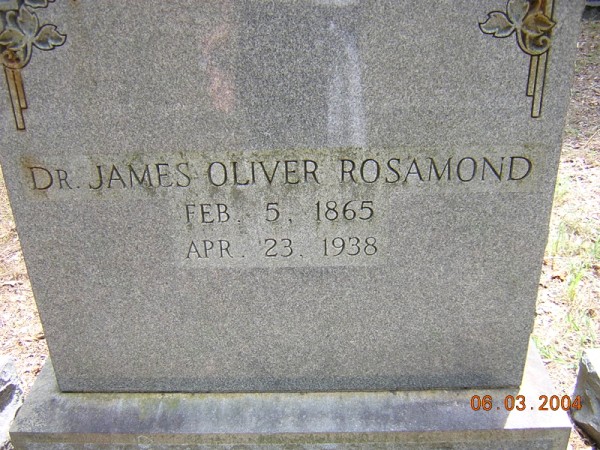 DR. JAMES OLIVER ROSAMOND
FEB. 5, 1865
APR. 23, 1938
06.03.2004